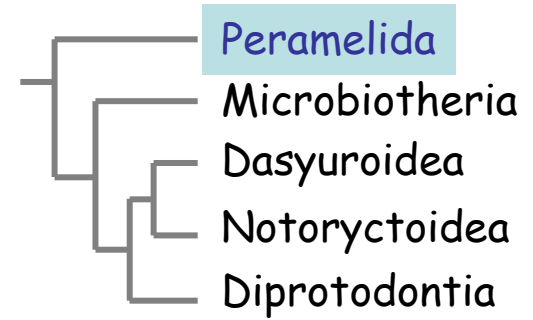 Peramelida
Microbiotheria
Dasyuroidea
Notoryctoidea
Diprotodontia